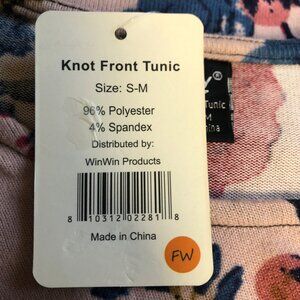 Knot Front Tunic
Size: S-M
96% Polyester
4% Spandex
Distributed by:
WinWin Products
8 10312 02281 8
Made in China
FW
Tunic
M
hina